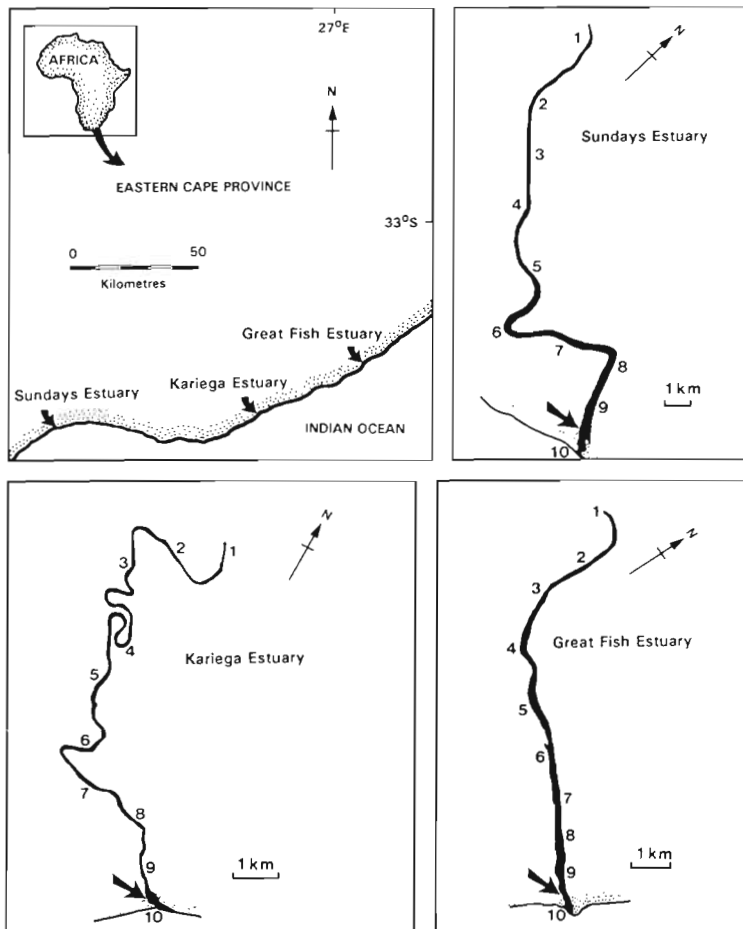 27°E
AFRICA
N
EASTERN CAPE PROVINCE
33°S
0 50
Kilometres
Great Fish Estuary
Kariega Estuary
Sundays Estuary
INDIAN OCEAN
1
N
2
Sundays Estuary
3
4
5
6
7
8
1 km
9
10
N
1
2
3
4
Kariega Estuary
5
6
7
8
9
1 km
10
1
N
2
3
4
Great Fish Estuary
5
6
7
8
9
1 km
10